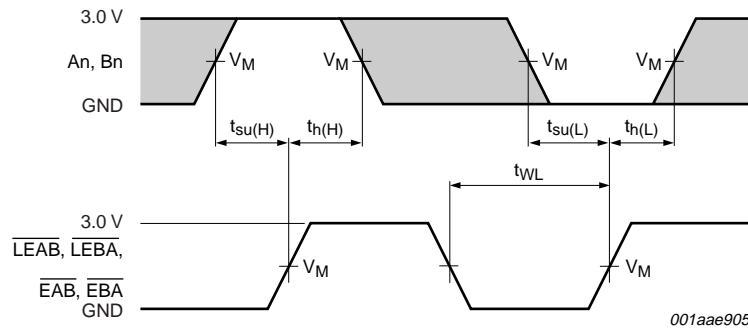 3.0 V
An, Bn
GND
VM
VM
VM
VM
tsu(H)
th(H)
tsu(L)
th(L)
tWL
3.0 V
LEAB, LEBA,
EAB, EBA
GND
VM
VM
001aae905